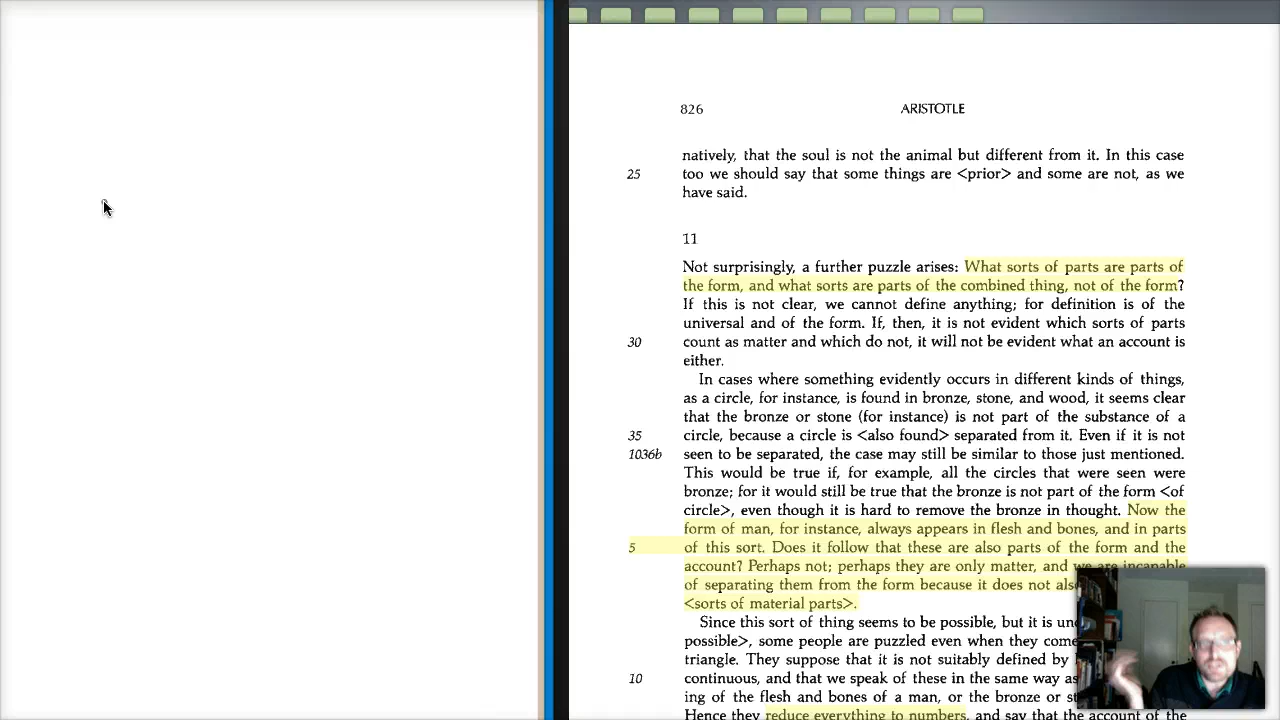 826 ARISTOTLE
natively, that the soul is not the animal but different from it. In this case
25 too we should say that some things are <prior> and some are not, as we
have said.
11
Not surprisingly, a further puzzle arises: What sorts of parts are parts of
the form, and what sorts are parts of the combined thing, not of the form?
If this is not clear, we cannot define anything; for definition is of the
universal and of the form. If, then, it is not evident which sorts of parts
30 count as matter and which do not, it will not be evident what an account is
either.
In cases where something evidently occurs in different kinds of things,
as a circle, for instance, is found in bronze, stone, and wood, it seems clear
that the bronze or stone (for instance) is not part of the substance of a
35 circle, because a circle is <also found> separated from it. Even if it is not
1036b seen to be separated, the case may still be similar to those just mentioned.
This would be true if, for example, all the circles that were seen were
bronze; for it would still be true that the bronze is not part of the form <of
circle>, even though it is hard to remove the bronze in thought. Now the
form of man, for instance, always appears in flesh and bones, and in parts
5 of this sort. Does it follow that these are also parts of the form and the
account? Perhaps not; perhaps they are only matter, and we are incapable
of separating them from the form because it does not
<sorts of material parts>.
Since this sort of thing seems to be possible, but it is
possible>, some people are puzzled even when they come
triangle. They suppose that it is not suitably defined by
10 continuous, and that we speak of these in the same way as
ing of the flesh and bones of a man, or the bronze or
Hence they reduce everything to numbers, and say that the account of the